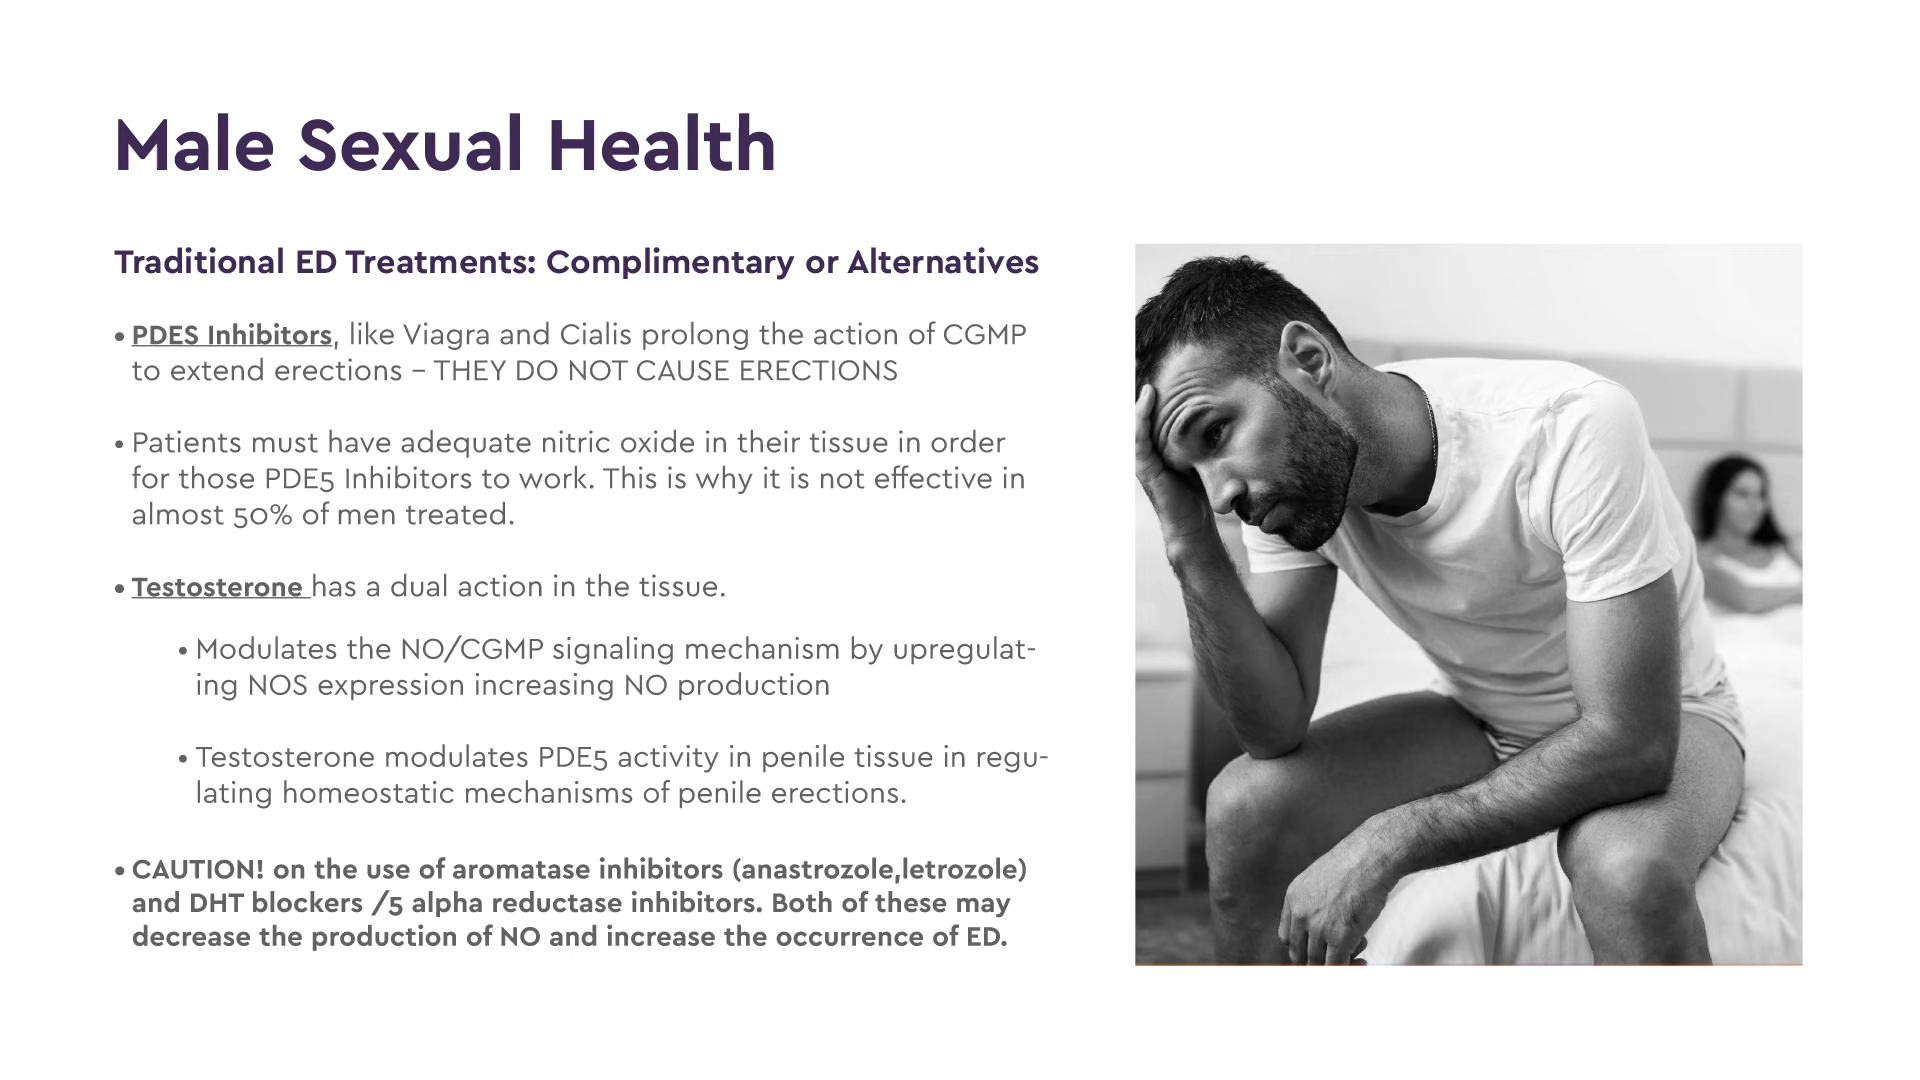 Male Sexual Health
Traditional ED Treatments: Complimentary or Alternatives
• PDES Inhibitors, like Viagra and Cialis prolong the action of CGMP
to extend erections – THEY DO NOT CAUSE ERECTIONS
• Patients must have adequate nitric oxide in their tissue in order
for those PDE5 Inhibitors to work. This is why it is not effective in
almost 50% of men treated.
• Testosterone has a dual action in the tissue.
• Modulates the NO/CGMP signaling mechanism by upregulat-
ing NOS expression increasing NO production
• Testosterone modulates PDE5 activity in penile tissue in regu-
lating homeostatic mechanisms of penile erections.
• CAUTION! on the use of aromatase inhibitors (anastrozole,letrozole)
and DHT blockers /5 alpha reductase inhibitors. Both of these may
decrease the production of NO and increase the occurrence of ED.